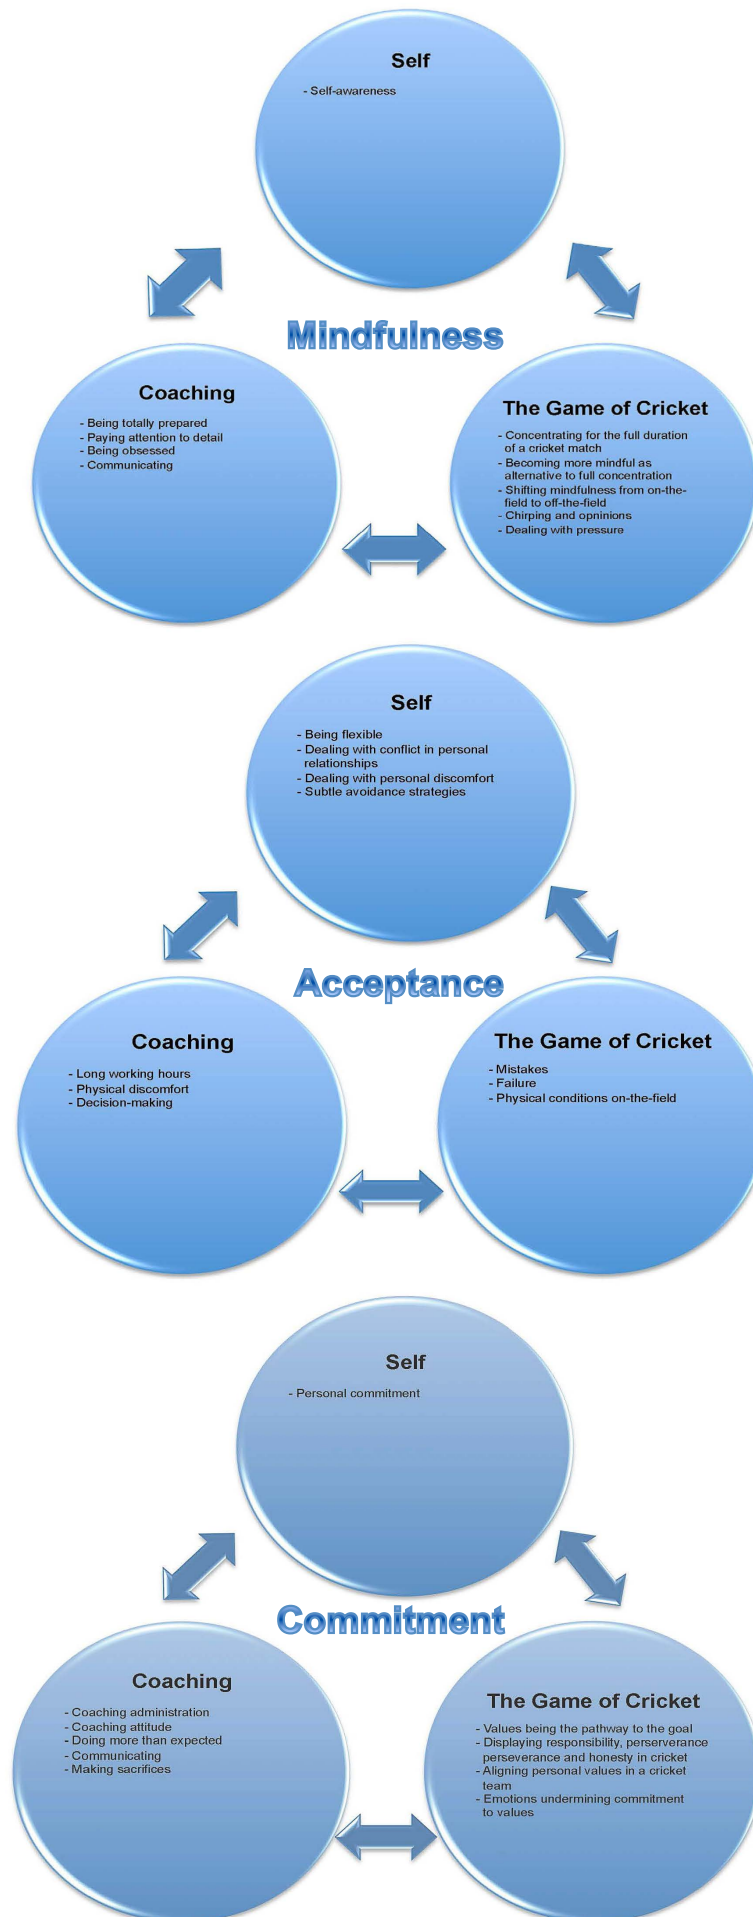 Self
- Self-awareness
Mindfulness
Coaching
- Being totally prepared
- Paying attention to detail
- Being obsessed
- Communicating
The Game of Cricket
- Concentrating for the full duration
of a cricket match
- Becoming more mindful as
alternative to full concentration
- Shifting mindfulness from on-the-
field to off-the-field
- Chirping and opninions
- Dealing with pressure
Self
- Being flexible
- Dealing with conflict in personal
relationships
- Dealing with personal discomfort
- Subtle avoidance strategies
Acceptance
Coaching
- Long working hours
- Physical discomfort
- Decision-making
The Game of Cricket
- Mistakes
- Failure
- Physical conditions on-the-field
Self
- Personal commitment
Commitment
Coaching
- Coaching administration
- Coaching attitude
- Doing more than expected
- Communicating
- Making sacrifices
The Game of Cricket
- Values being the pathway to the goal
- Displaying responsibility, perserverance
perseverance and honesty in cricket
- Aligning personal values in a cricket
team
- Emotions undermining commitment
to values